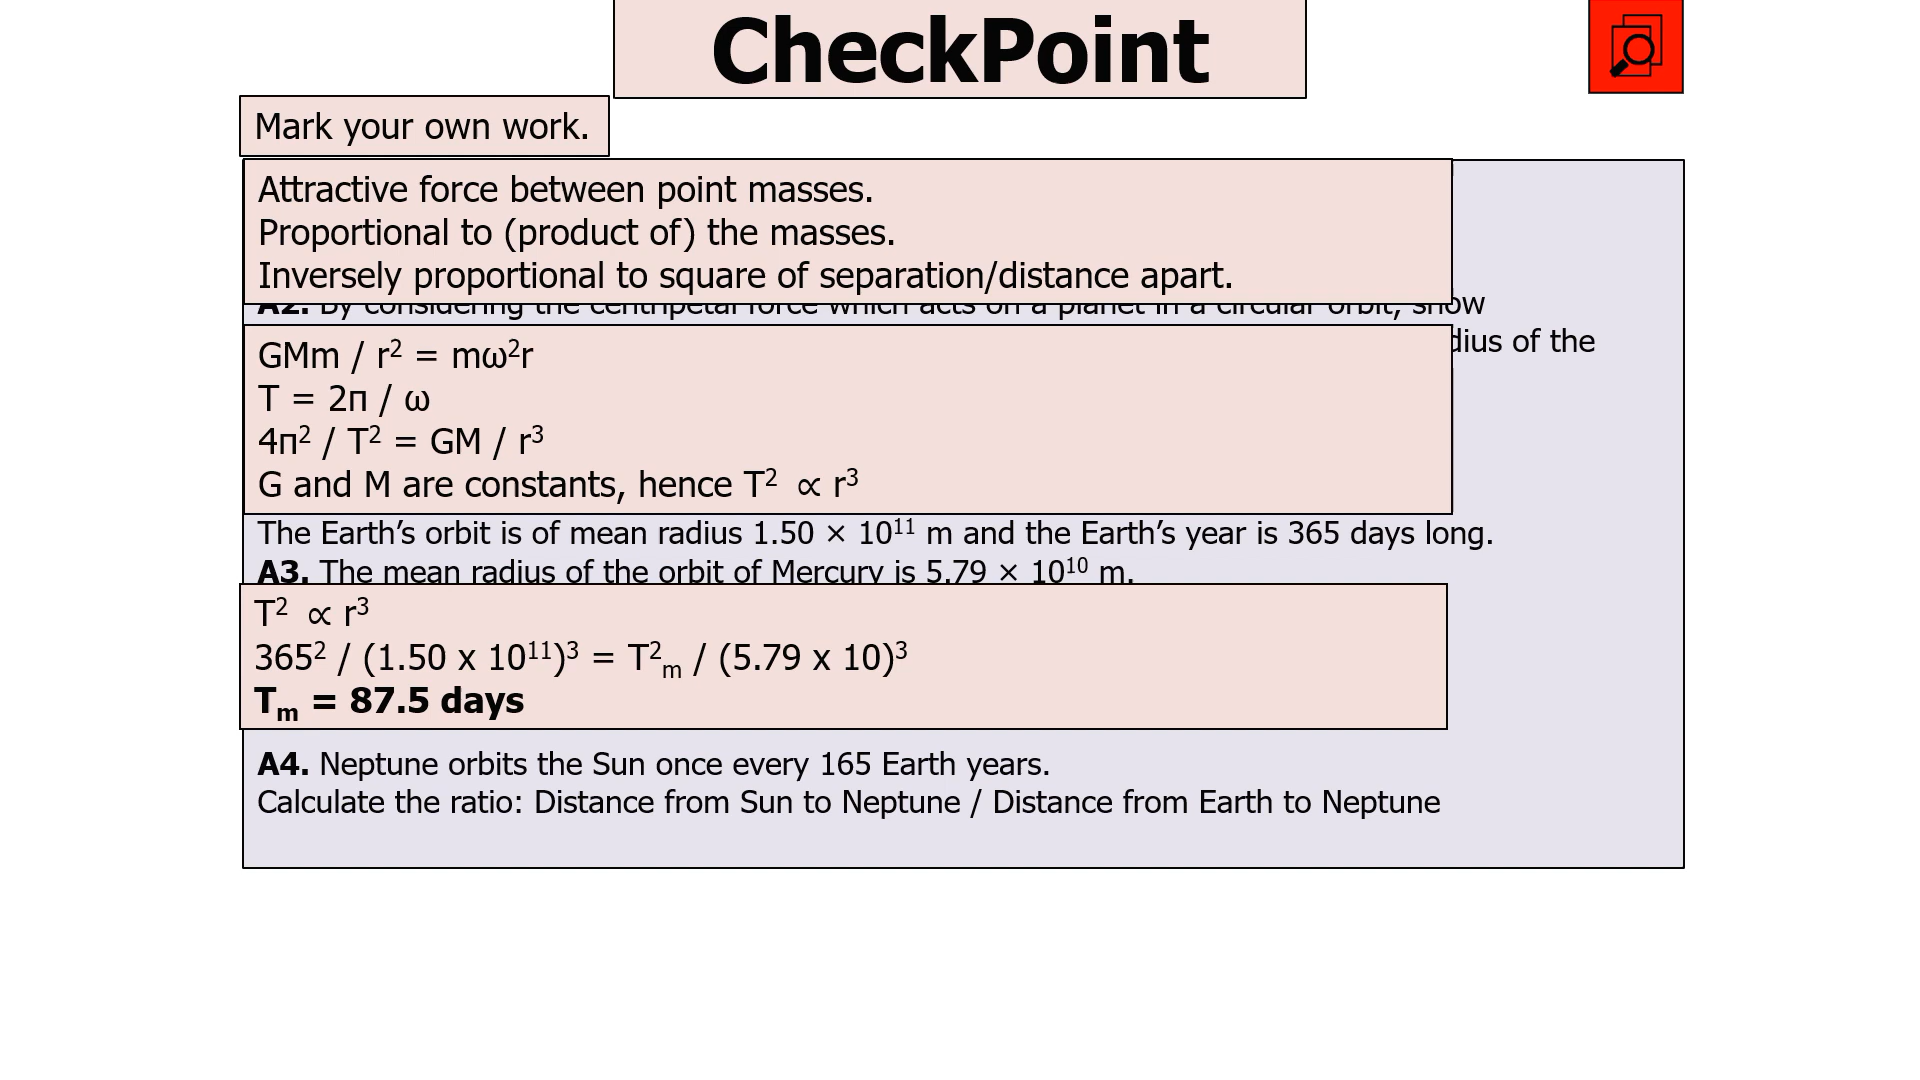 CheckPoint
Mark your own work.
Attractive force between point masses.
Proportional to (product of) the masses.
Inversely proportional to square of separation/distance apart.
A2. By considering the centripetal force which acts on a planet in a circular orbit, show
dius of the
GMm / r² = mω²r
T = 2π / ω
4π² / T² = GM / r³
G and M are constants, hence T² ∝ r³
The Earth’s orbit is of mean radius 1.50 × 10¹¹ m and the Earth’s year is 365 days long.
A3. The mean radius of the orbit of Mercury is 5.79 × 10¹⁰ m.
T² ∝ r³
365² / (1.50 x 10¹¹)³ = T²ₘ / (5.79 x 10)³
Tₘ = 87.5 days
A4. Neptune orbits the Sun once every 165 Earth years.
Calculate the ratio: Distance from Sun to Neptune / Distance from Earth to Neptune